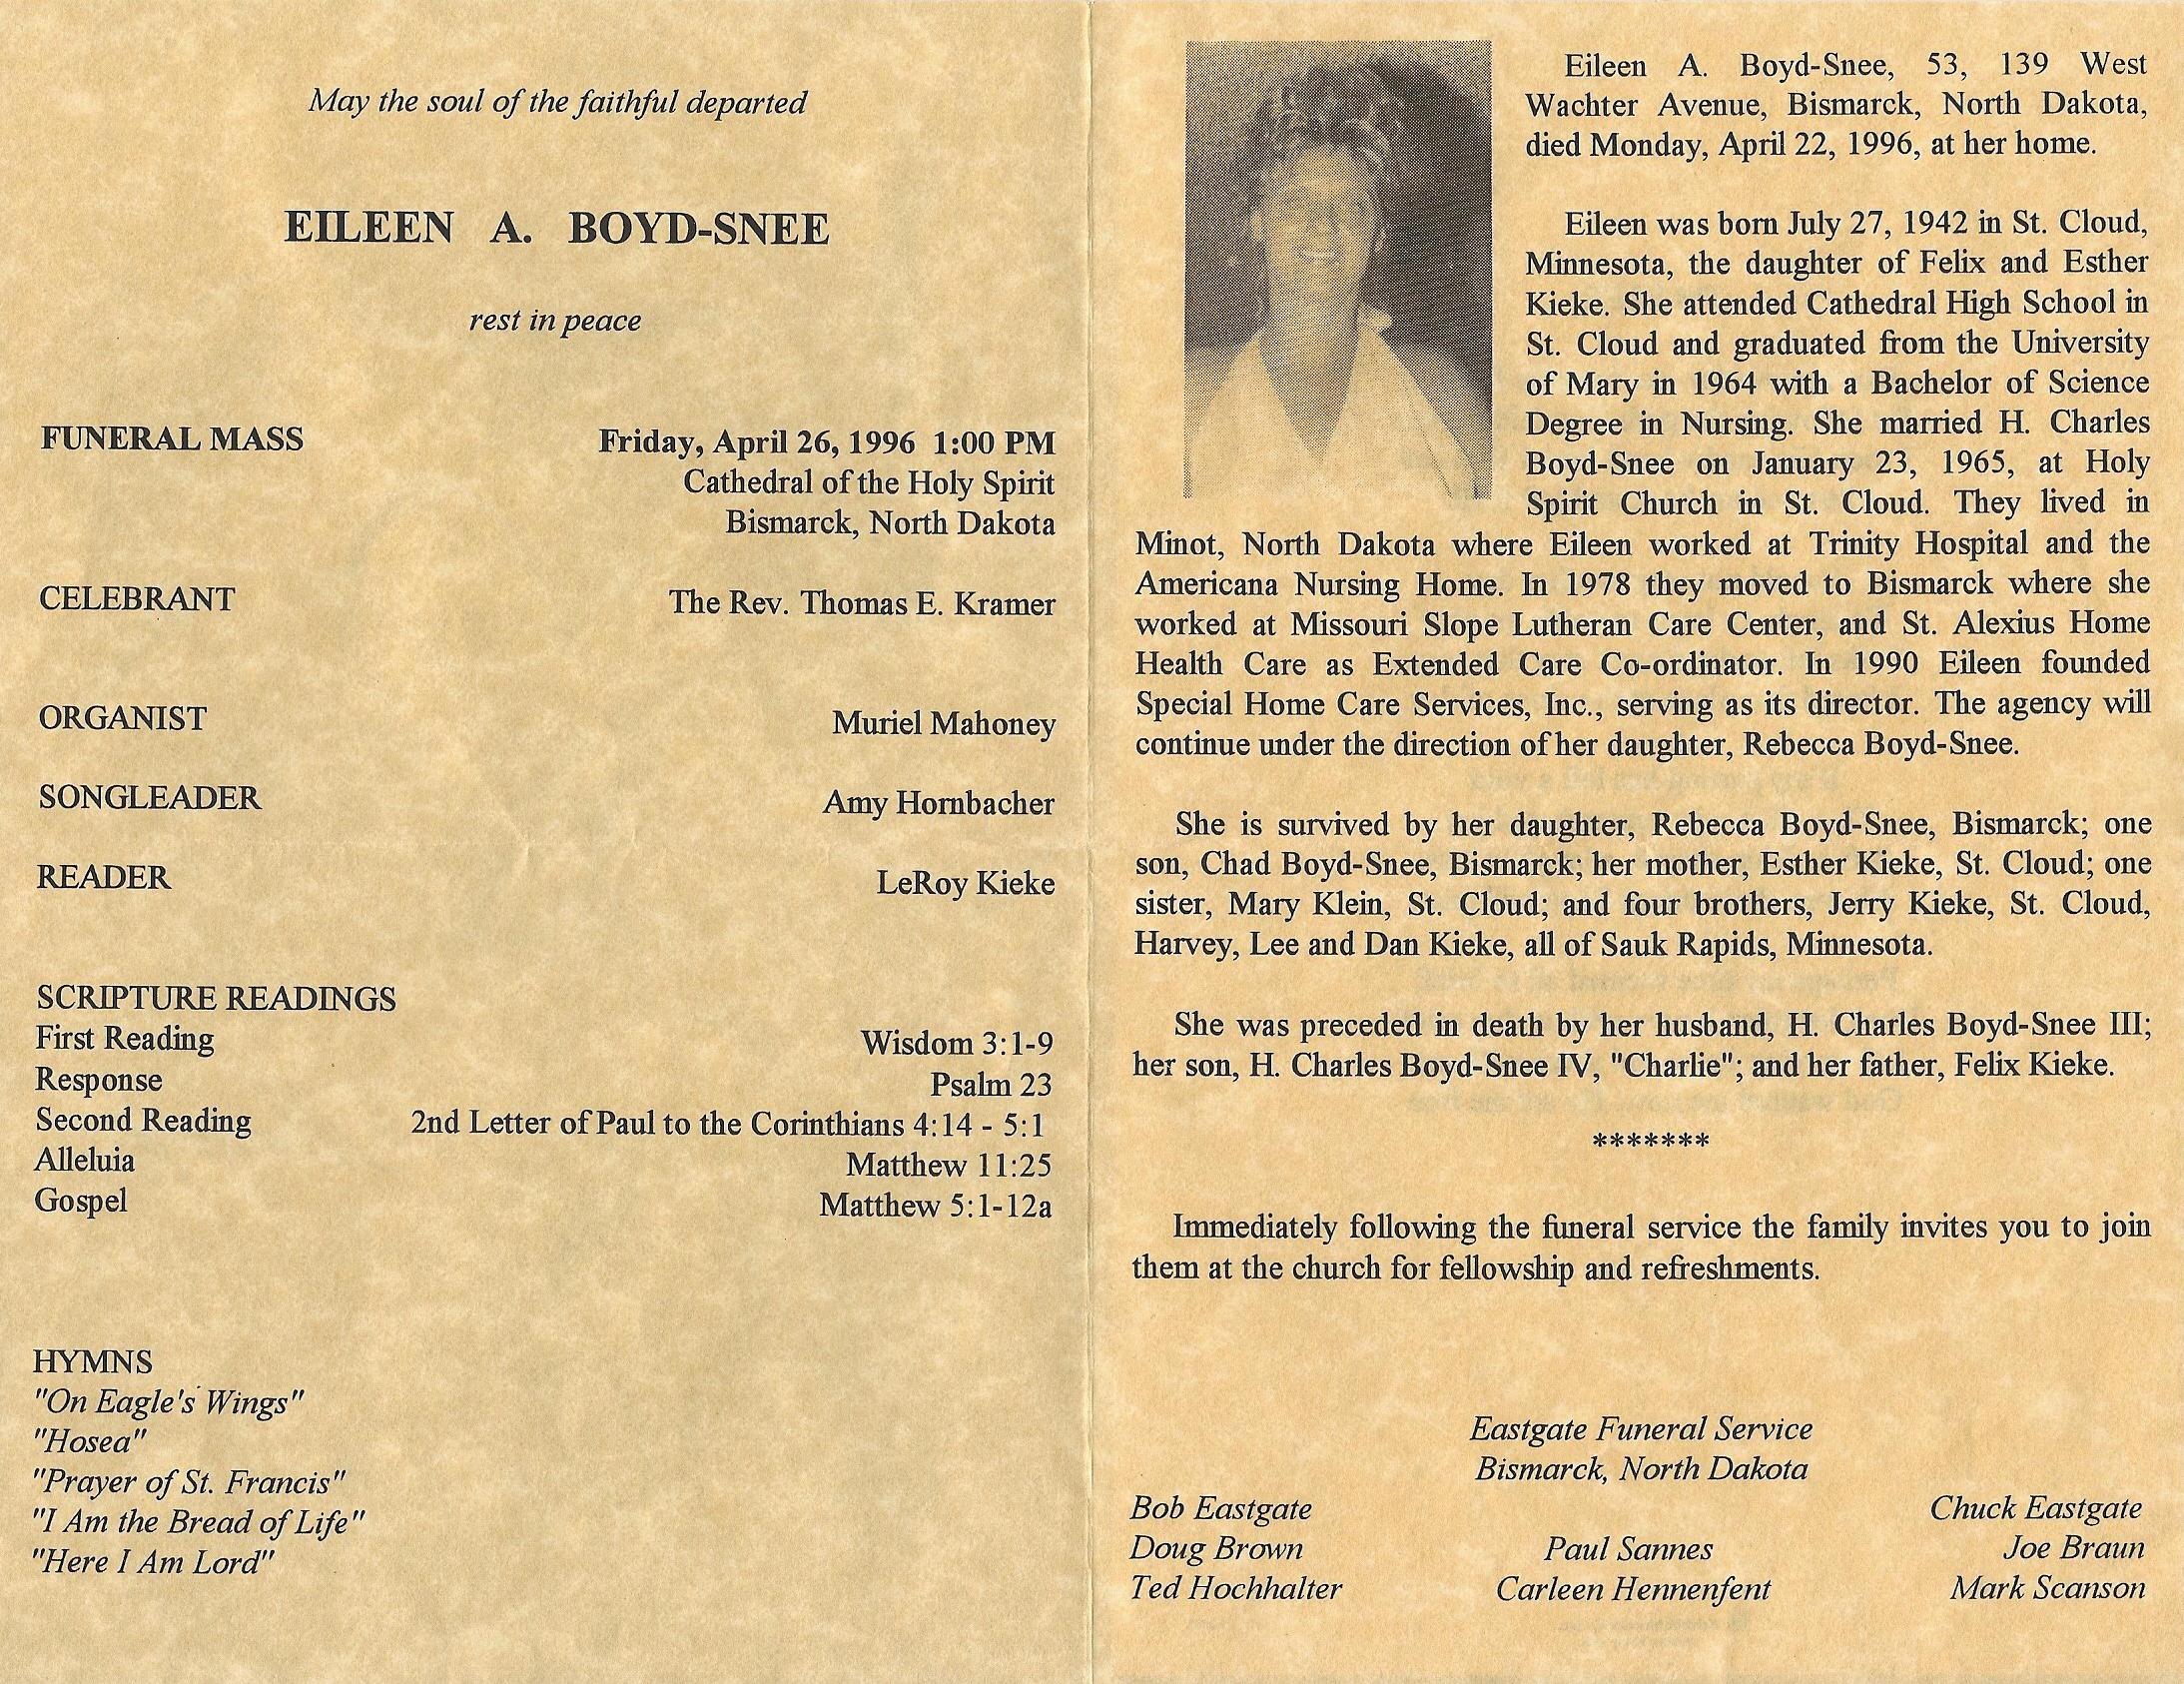 May the soul of the faithful departed
EILEEN A. BOYD-SNEE
rest in peace
FUNERAL MASS Friday, April 26, 1996 1:00 PM
Cathedral of the Holy Spirit
Bismarck, North Dakota
CELEBRANT The Rev. Thomas E. Kramer
ORGANIST Muriel Mahoney
SONGLEADER Amy Hornbacher
READER LeRoy Kieke
SCRIPTURE READINGS
First Reading Wisdom 3:1-9
Response Psalm 23
Second Reading 2nd Letter of Paul to the Corinthians 4:14 - 5:1
Alleluia Matthew 11:25
Gospel Matthew 5:1-12a
HYMNS
"On Eagle's Wings"
"Hosea"
"Prayer of St. Francis"
"I Am the Bread of Life"
"Here I Am Lord"
Eileen A. Boyd-Snee, 53, 139 West
Wachter Avenue, Bismarck, North Dakota,
died Monday, April 22, 1996, at her home.
Eileen was born July 27, 1942 in St. Cloud,
Minnesota, the daughter of Felix and Esther
Kieke. She attended Cathedral High School in
St. Cloud and graduated from the University
of Mary in 1964 with a Bachelor of Science
Degree in Nursing. She married H. Charles
Boyd-Snee on January 23, 1965, at Holy
Spirit Church in St. Cloud. They lived in
Minot, North Dakota where Eileen worked at Trinity Hospital and the
Americana Nursing Home. In 1978 they moved to Bismarck where she
worked at Missouri Slope Lutheran Care Center, and St. Alexius Home
Health Care as Extended Care Co-ordinator. In 1990 Eileen founded
Special Home Care Services, Inc., serving as its director. The agency will
continue under the direction of her daughter, Rebecca Boyd-Snee.
She is survived by her daughter, Rebecca Boyd-Snee, Bismarck; one
son, Chad Boyd-Snee, Bismarck; her mother, Esther Kieke, St. Cloud; one
sister, Mary Klein, St. Cloud; and four brothers, Jerry Kieke, St. Cloud,
Harvey, Lee and Dan Kieke, all of Sauk Rapids, Minnesota.
She was preceded in death by her husband, H. Charles Boyd-Snee III;
her son, H. Charles Boyd-Snee IV, "Charlie"; and her father, Felix Kieke.
*******
Immediately following the funeral service the family invites you to join
them at the church for fellowship and refreshments.
Eastgate Funeral Service
Bismarck, North Dakota
Bob Eastgate Chuck Eastgate
Doug Brown Paul Sannes Joe Braun
Ted Hochhalter Carleen Hennenfent Mark Scanson